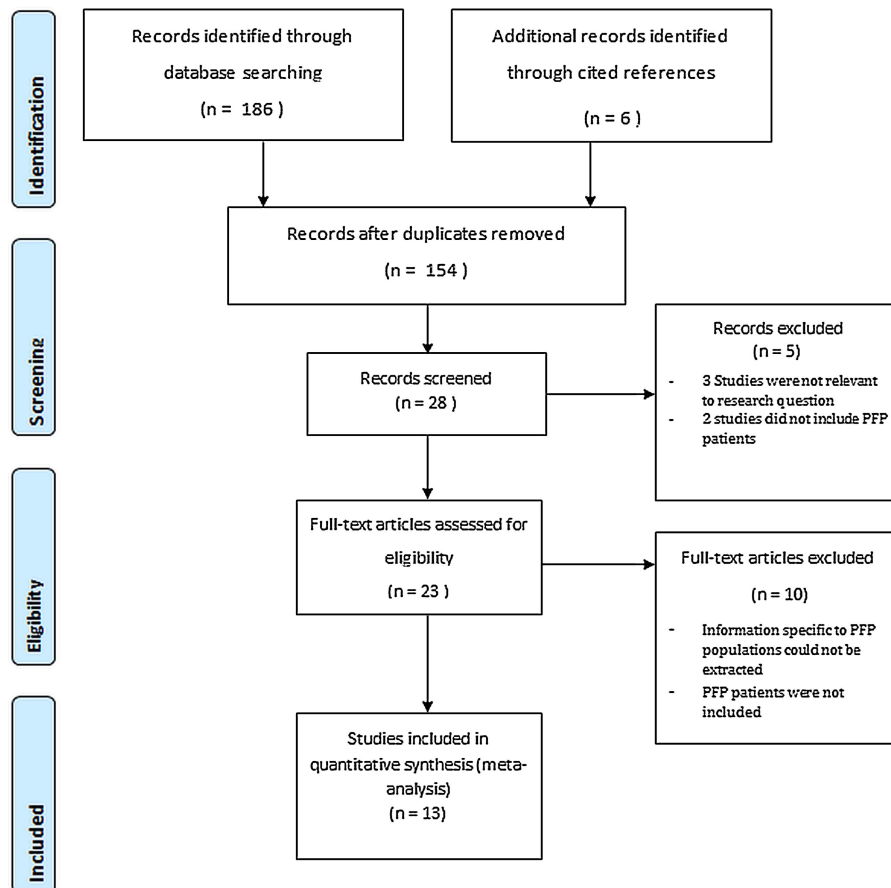 Identification
Records identified through
database searching
(n = 186 )
Additional records identified
through cited references
(n = 6 )
Records after duplicates removed
(n = 154 )
Screening
Records screened
(n = 28 )
Records excluded
(n = 5)
- 3 Studies were not relevant
to research question
- 2 studies did not include PFP
patients
Eligibility
Full-text articles assessed for
eligibility
(n = 23 )
Full-text articles excluded
(n = 10)
- Information specific to PFP
populations could not be
extracted
- PFP patients were not
included
Included
Studies included in
quantitative synthesis (meta-
analysis)
(n = 13)